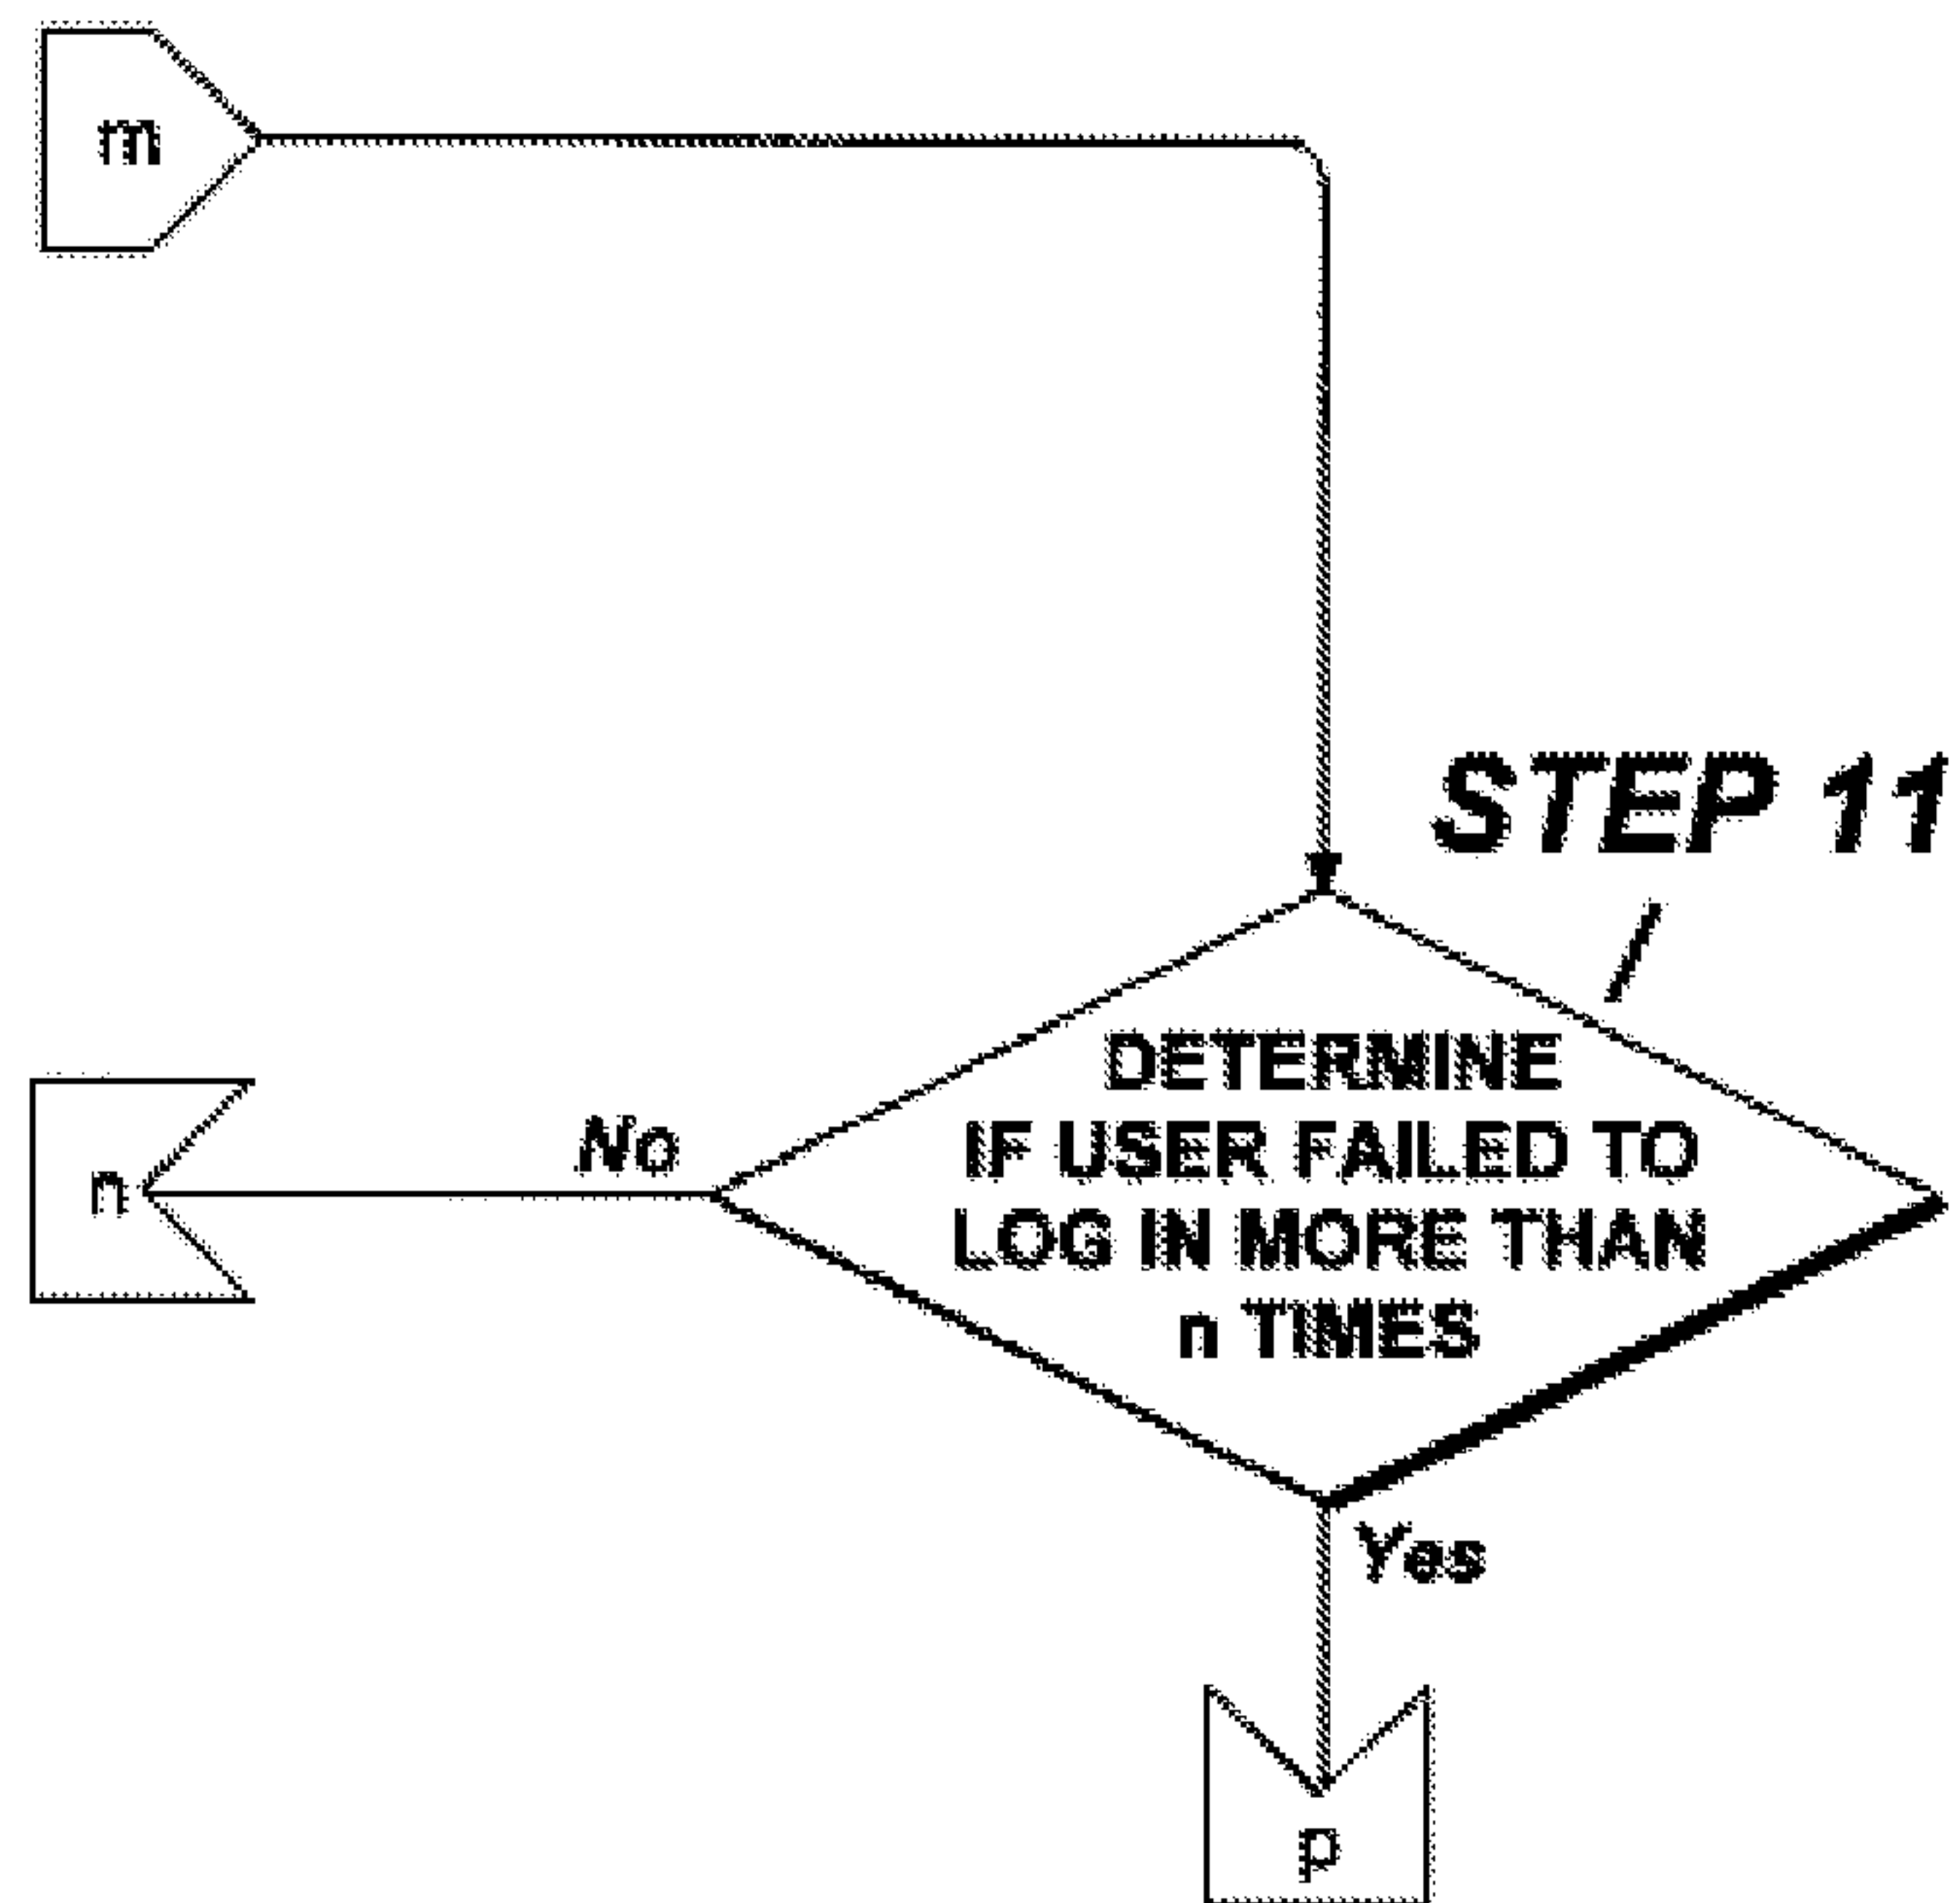 m
STEP 11
DETERMINE
IF USER FAILED TO
LOG IN MORE THAN
n TIMES
No
n
Yes
p